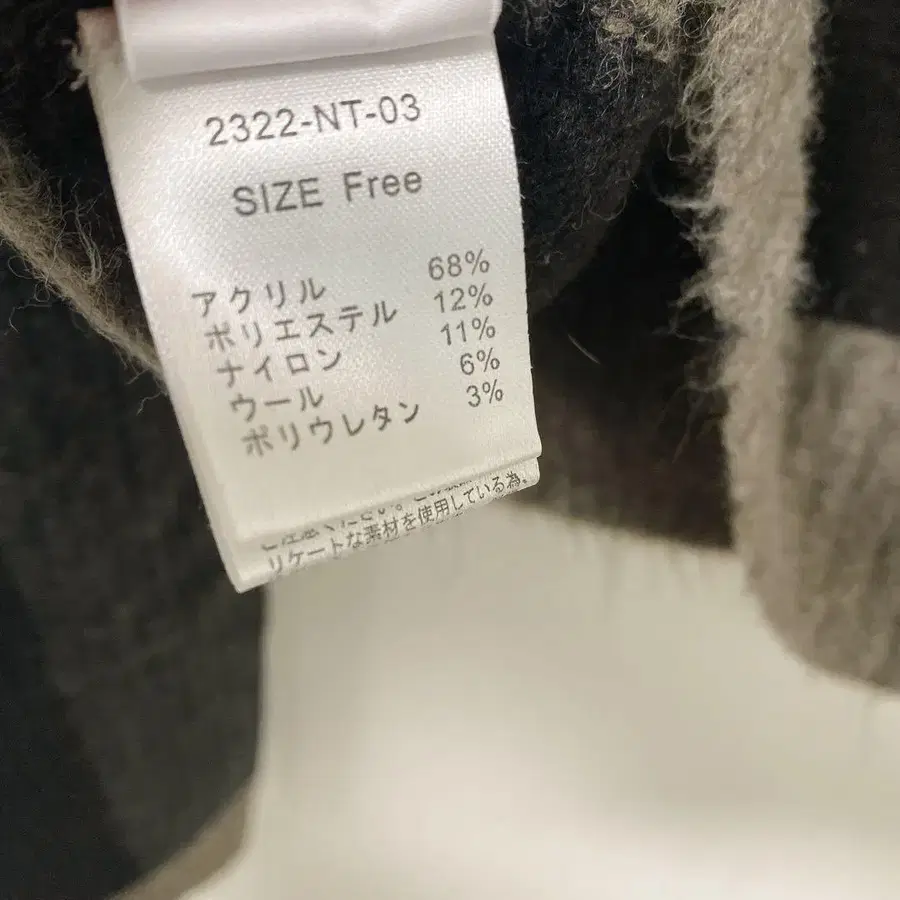 2322-NT-03
SIZE Free
アクリル 68%
ポリエステル 12%
ナイロン 11%
ウール 6%
ポリウレタン 3%
リケートな素材を使用している為、